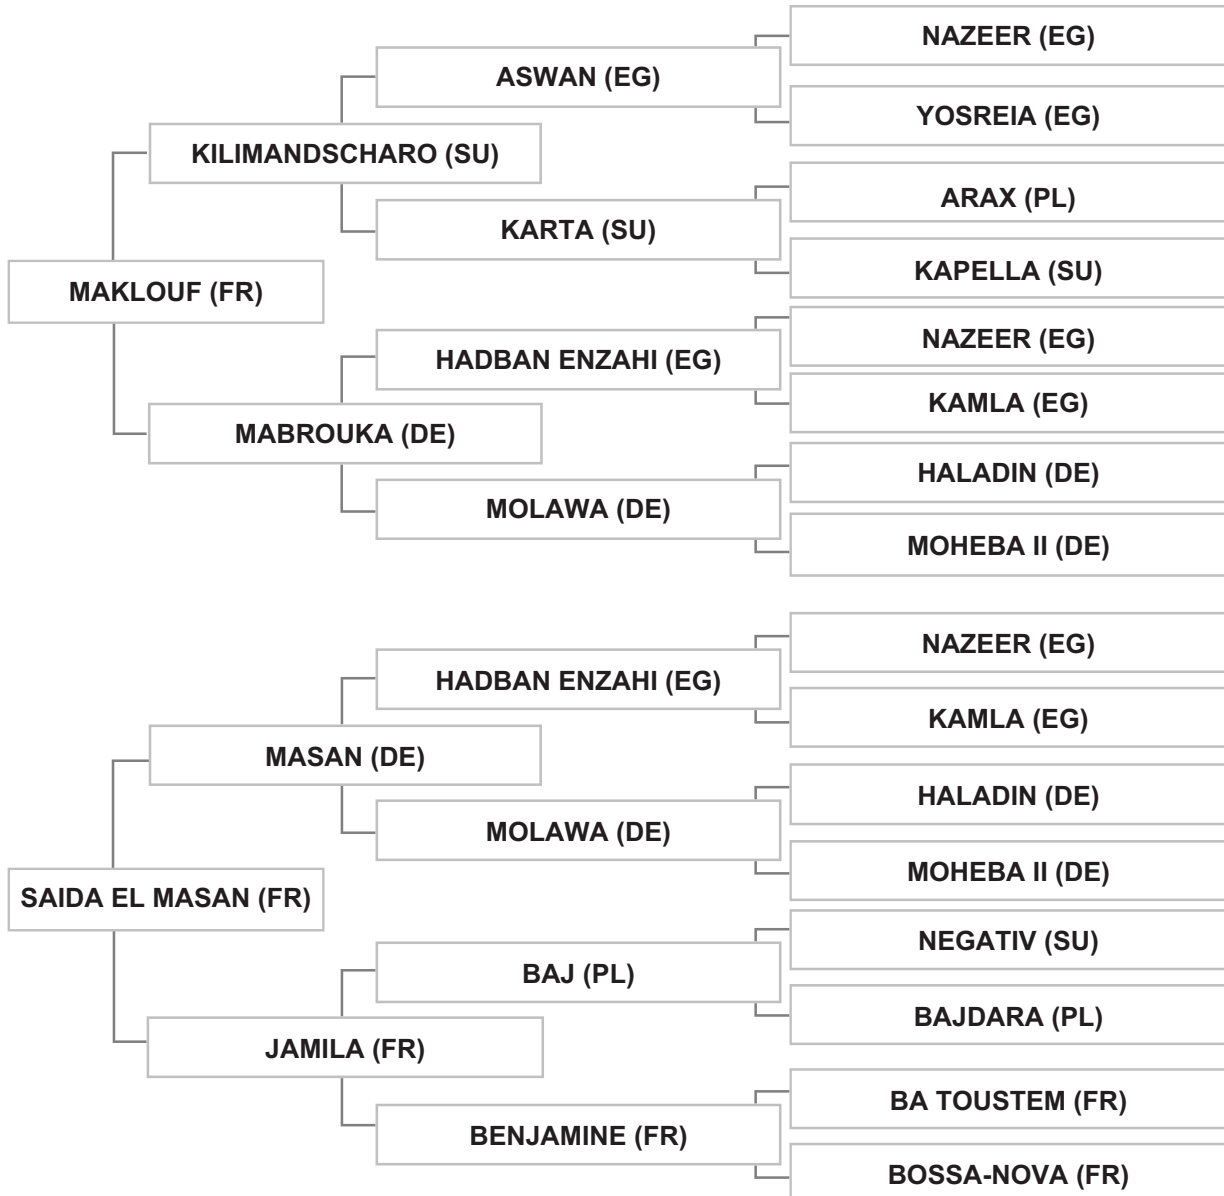 NAZEER (EG)
ASWAN (EG)
YOSREIA (EG)
KILIMANDSCHARO (SU)
ARAX (PL)
KARTA (SU)
KAPELLA (SU)
MAKLOUF (FR)
NAZEER (EG)
HADBAN ENZAHI (EG)
KAMLA (EG)
MABROUKA (DE)
HALADIN (DE)
MOLAWA (DE)
MOHEBA II (DE)
NAZEER (EG)
HADBAN ENZAHI (EG)
KAMLA (EG)
MASAN (DE)
HALADIN (DE)
MOLAWA (DE)
MOHEBA II (DE)
SAIDA EL MASAN (FR)
NEGATIV (SU)
BAJ (PL)
BAJDARA (PL)
JAMILA (FR)
BA TOUSTEM (FR)
BENJAMINE (FR)
BOSSA-NOVA (FR)